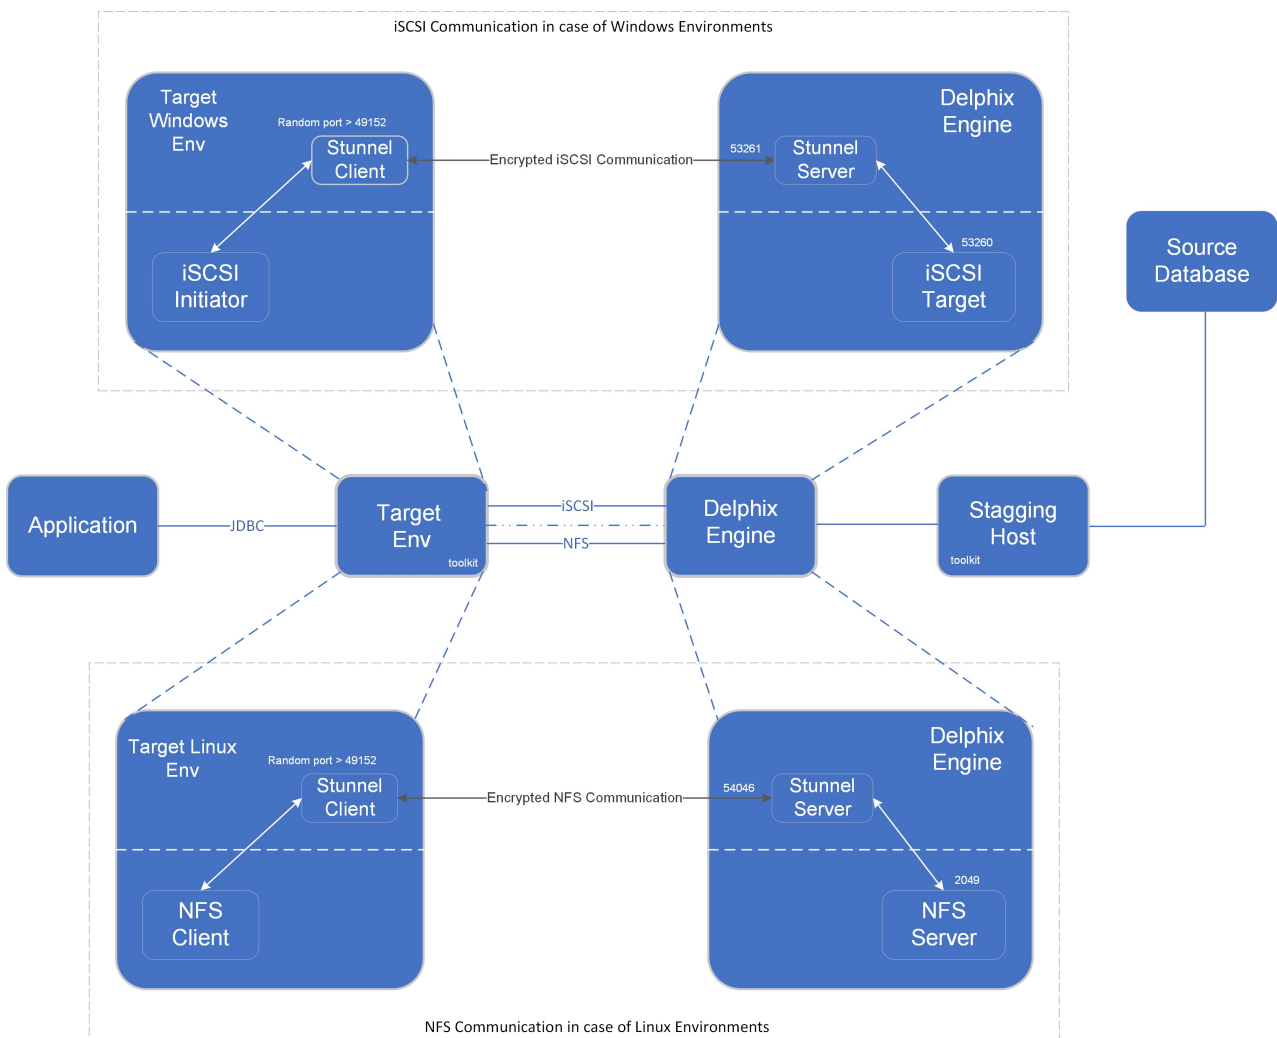 iSCSI Communication in case of Windows Environments
Target
Windows
Env
Random port > 49152
Stunnel
Client
Encrypted iSCSI Communication
53261
Stunnel
Server
Delphix
Engine
iSCSI
Initiator
53260
iSCSI
Target
Source
Database
Application
JDBC
Target
Env
toolkit
iSCSI
NFS
Delphix
Engine
Stagging
Host
toolkit
Target Linux
Env
Random port > 49152
Stunnel
Client
Encrypted NFS Communication
54046
Stunnel
Server
Delphix
Engine
NFS
Client
2049
NFS
Server
NFS Communication in case of Linux Environments